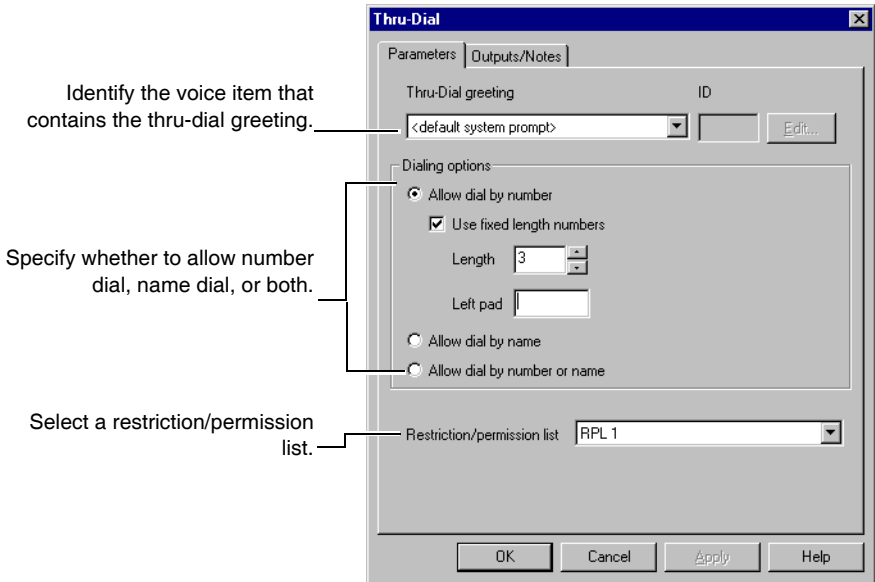 Thru-Dial
Parameters
Outputs/Notes
Identify the voice item that
contains the thru-dial greeting.
Thru-Dial greeting
ID
<default system prompt>
Edit...
Dialing options
Allow dial by number
Use fixed length numbers
Length
3
Specify whether to allow number
dial, name dial, or both.
Left pad
Allow dial by name
Allow dial by number or name
Select a restriction/permission
list.
Restriction/permission list
RPL 1
OK
Cancel
Apply
Help